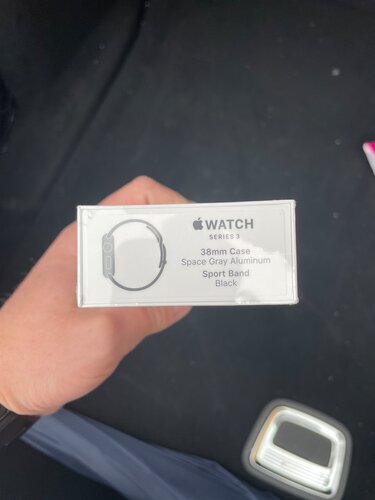 WATCH
SERIES 3
38mm Case
Space Gray Aluminum
Sport Band
Black